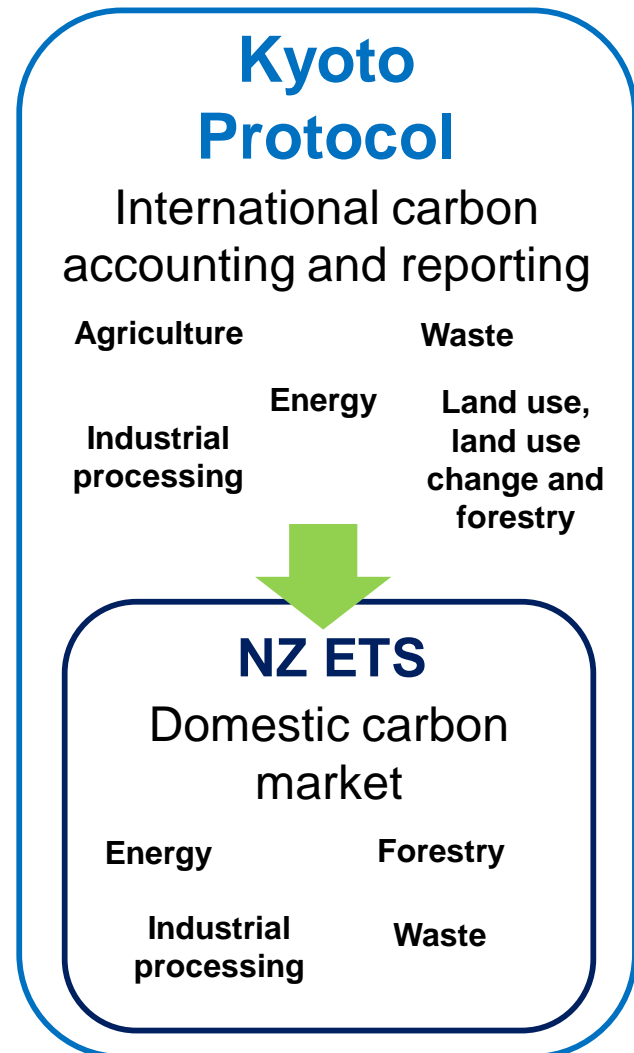 Kyoto
Protocol
International carbon
accounting and reporting
Agriculture
Waste
Energy
Industrial
processing
Land use,
land use
change and
forestry
NZ ETS
Domestic carbon
market
Energy
Forestry
Industrial
processing
Waste